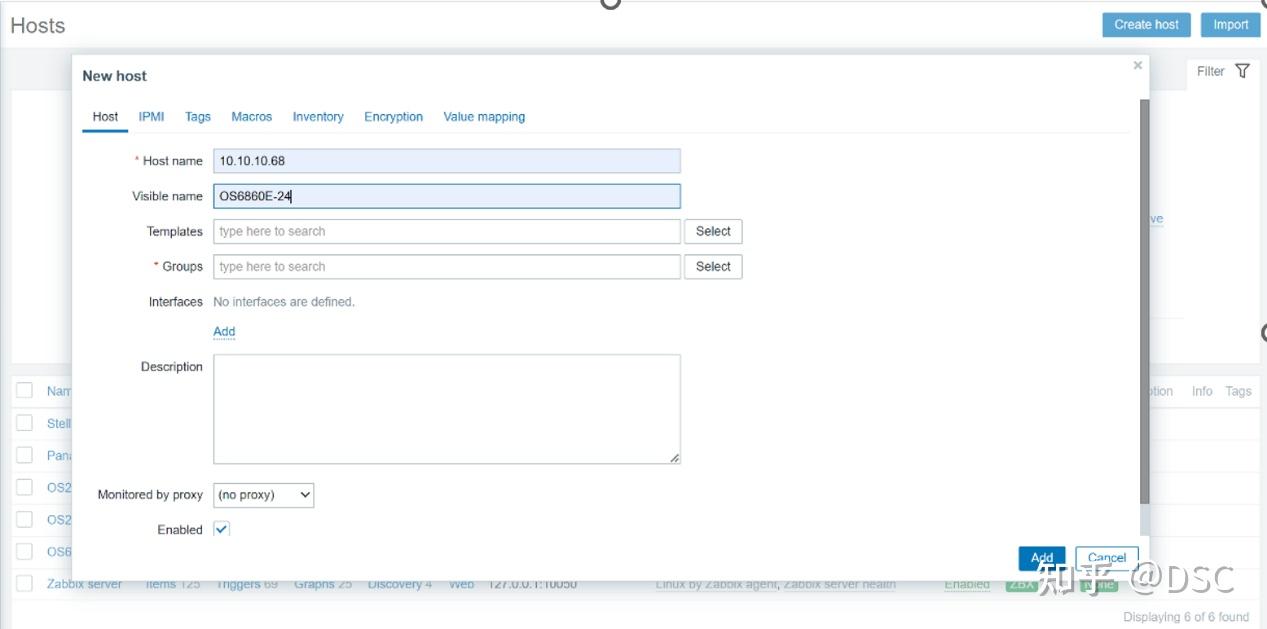 Hosts
Create host Import
New host
Filter
Host IPMI Tags Macros Inventory Encryption Value mapping
* Host name 10.10.10.68
Visible name OS6860E-24
ve
Templates type here to search Select
* Groups type here to search Select
Interfaces No interfaces are defined.
Add
Description
Nam ption Info Tags
Stell
Pana
OS2
OS2
Monitored by proxy (no proxy)
Enabled
OS6
Add Cancel
Zabbix server Items 125 Triggers 69 Graphs 25 Discovery 4 Web 127.0.0.1:10050 Linux by Zabbix agent, Zabbix server health Enabled ZBX None
知乎 @DSC
Displaying 6 of 6 found